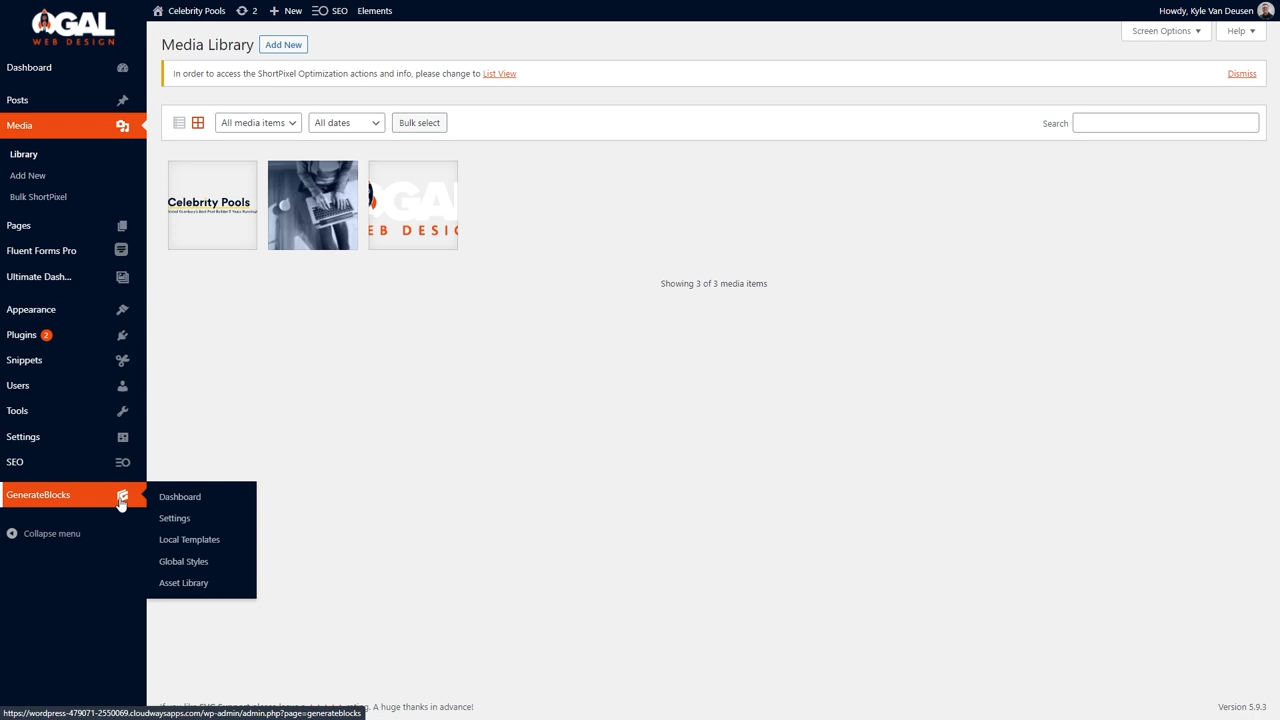 Celebrity Pools
2
New
SEO
Elements
Howdy, Kyle Van Deusen
OGAL
WEB DESIGN
Dashboard
Posts
Media
Library
Add New
Bulk ShortPixel
Pages
Fluent Forms Pro
Ultimate Dash...
Appearance
Plugins 2
Snippets
Users
Tools
Settings
SEO
GenerateBlocks
Collapse menu
Dashboard
Settings
Local Templates
Global Styles
Asset Library
Screen Options
Help
Media Library
Add New
In order to access the ShortPixel Optimization actions and info, please change to List View
Dismiss
All media items
All dates
Bulk select
Search
Celebrity Pools
OGAL
EB DESIG
Showing 3 of 3 media items
rating. A huge thanks in advance!
Version 5.9.3
https://wordpress-479071-2550069.cloudwaysapps.com/wp-admin/admin.php?page=generateblocks